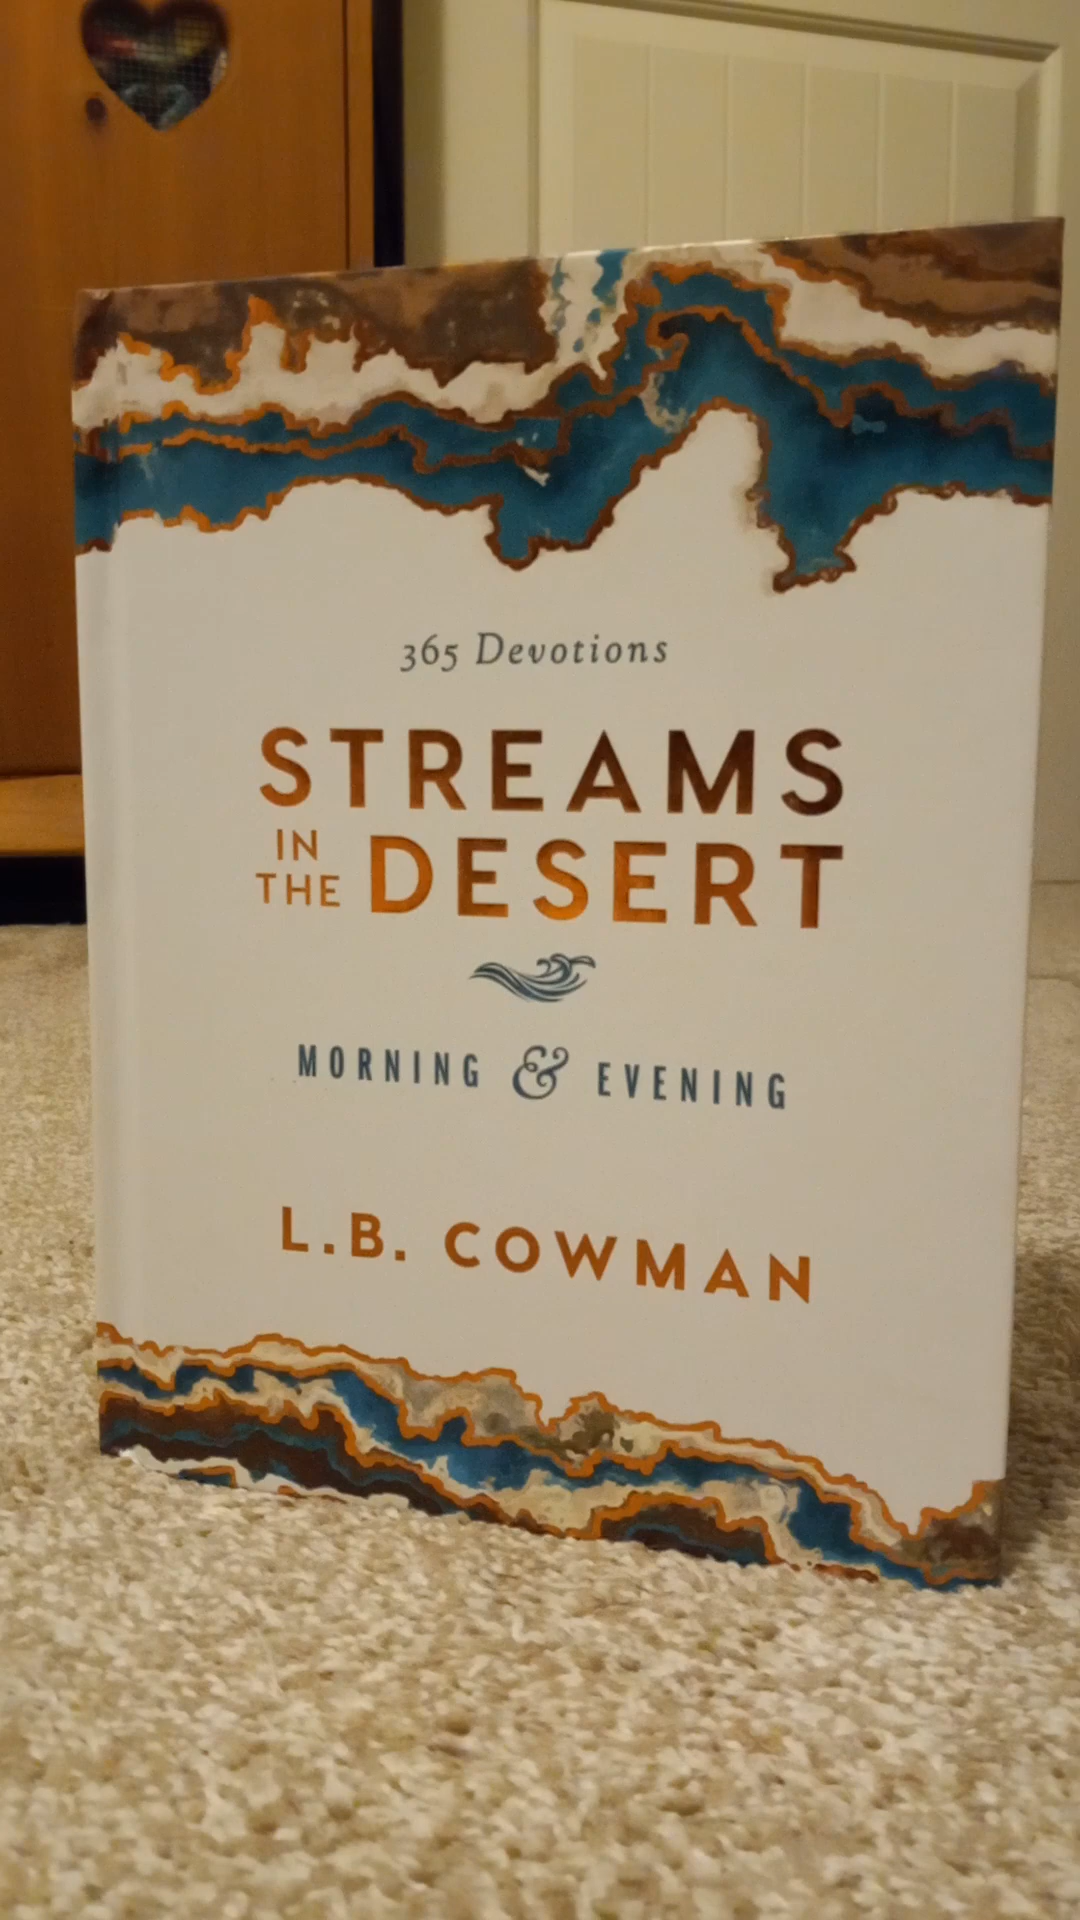 365 Devotions
STREAMS
IN
THE DESERT
MORNING & EVENING
L.B. COWMAN